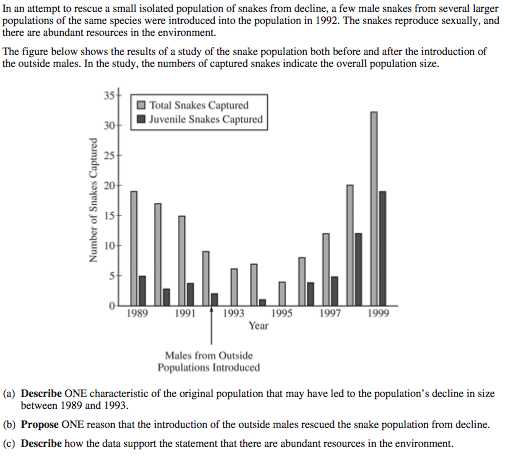 In an attempt to rescue a small isolated population of snakes from decline, a few male snakes from several larger
populations of the same species were introduced into the population in 1992. The snakes reproduce sexually, and
there are abundant resources in the environment.
The figure below shows the results of a study of the snake population both before and after the introduction of
the outside males. In the study, the numbers of captured snakes indicate the overall population size.
35
Total Snakes Captured
Juvenile Snakes Captured
30
25
20
15
10
5
0
Number of Snakes Captured
1989 1991 1993 1995 1997 1999
Year
Males from Outside
Populations Introduced
(a) Describe ONE characteristic of the original population that may have led to the population's decline in size
between 1989 and 1993.
(b) Propose ONE reason that the introduction of the outside males rescued the snake population from decline.
(c) Describe how the data support the statement that there are abundant resources in the environment.